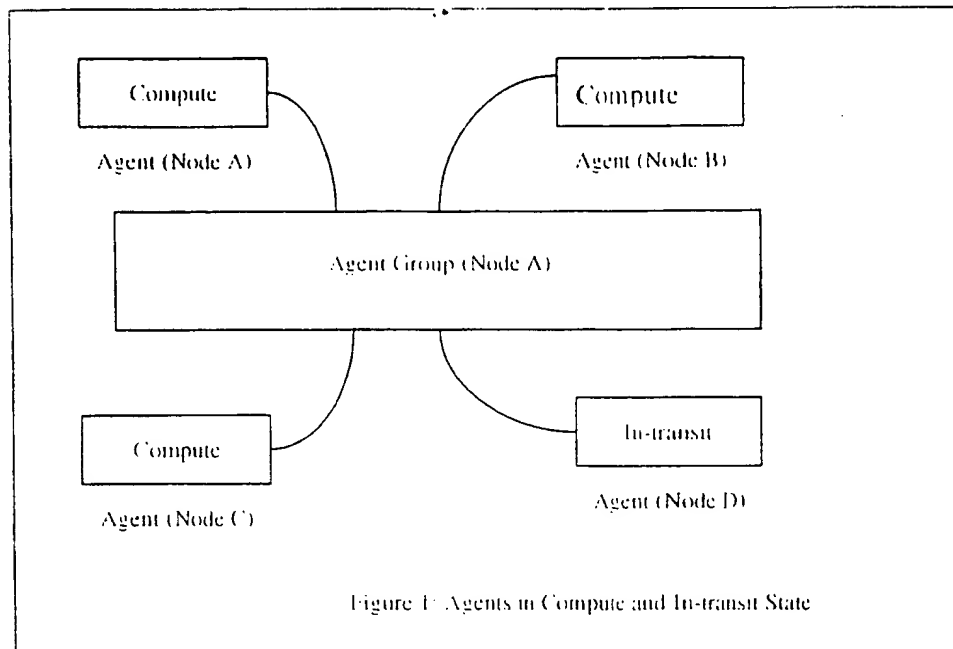 Compute
Compute
Agent (Node A)
Agent (Node B)
Agent Group (Node A)
Compute
In-transit
Agent (Node C)
Agent (Node D)
Figure 1: Agents in Compute and In-transit State